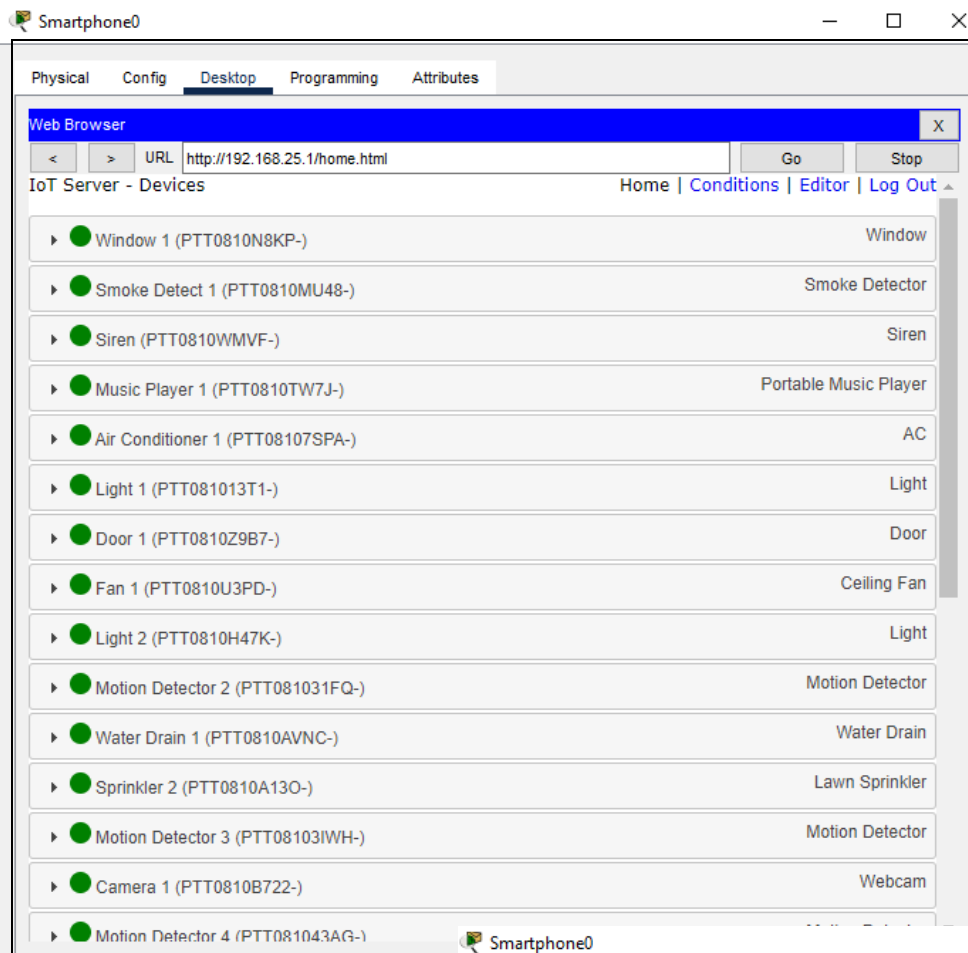 Smartphone0
Physical Config Desktop Programming Attributes
Web Browser X
< > URL http://192.168.25.1/home.html Go Stop
IoT Server - Devices Home | Conditions | Editor | Log Out
Window 1 (PTT0810N8KP-) Window
Smoke Detect 1 (PTT0810MU48-) Smoke Detector
Siren (PTT0810WMVF-) Siren
Music Player 1 (PTT0810TW7J-) Portable Music Player
Air Conditioner 1 (PTT08107SPA-) AC
Light 1 (PTT081013T1-) Light
Door 1 (PTT0810Z9B7-) Door
Fan 1 (PTT0810U3PD-) Ceiling Fan
Light 2 (PTT0810H47K-) Light
Motion Detector 2 (PTT081031FQ-) Motion Detector
Water Drain 1 (PTT0810AVNC-) Water Drain
Sprinkler 2 (PTT0810A13O-) Lawn Sprinkler
Motion Detector 3 (PTT08103IWH-) Motion Detector
Camera 1 (PTT0810B722-) Webcam
Motion Detector 4 (PTT081043AG-)
Smartphone0